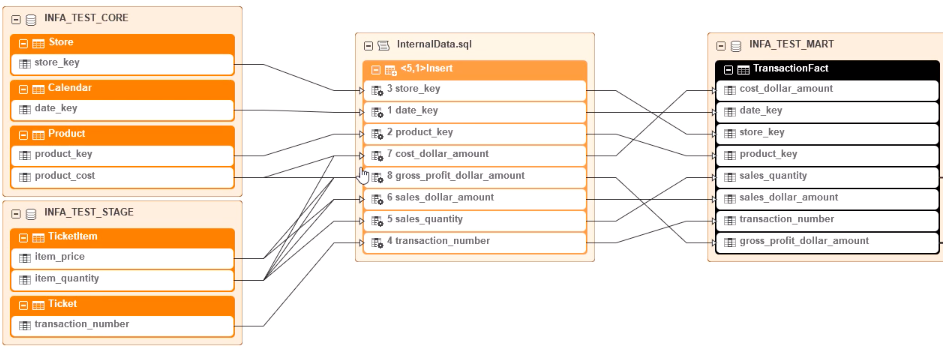 INFA_TEST_CORE
Store
store_key
Calendar
date_key
Product
product_key
product_cost
INFA_TEST_STAGE
TicketItem
item_price
item_quantity
Ticket
transaction_number
InternalData.sql
<5,1>Insert
3 store_key
1 date_key
2 product_key
7 cost_dollar_amount
8 gross_profit_dollar_amount
6 sales_dollar_amount
5 sales_quantity
4 transaction_number
INFA_TEST_MART
TransactionFact
cost_dollar_amount
date_key
store_key
product_key
sales_quantity
sales_dollar_amount
transaction_number
gross_profit_dollar_amount